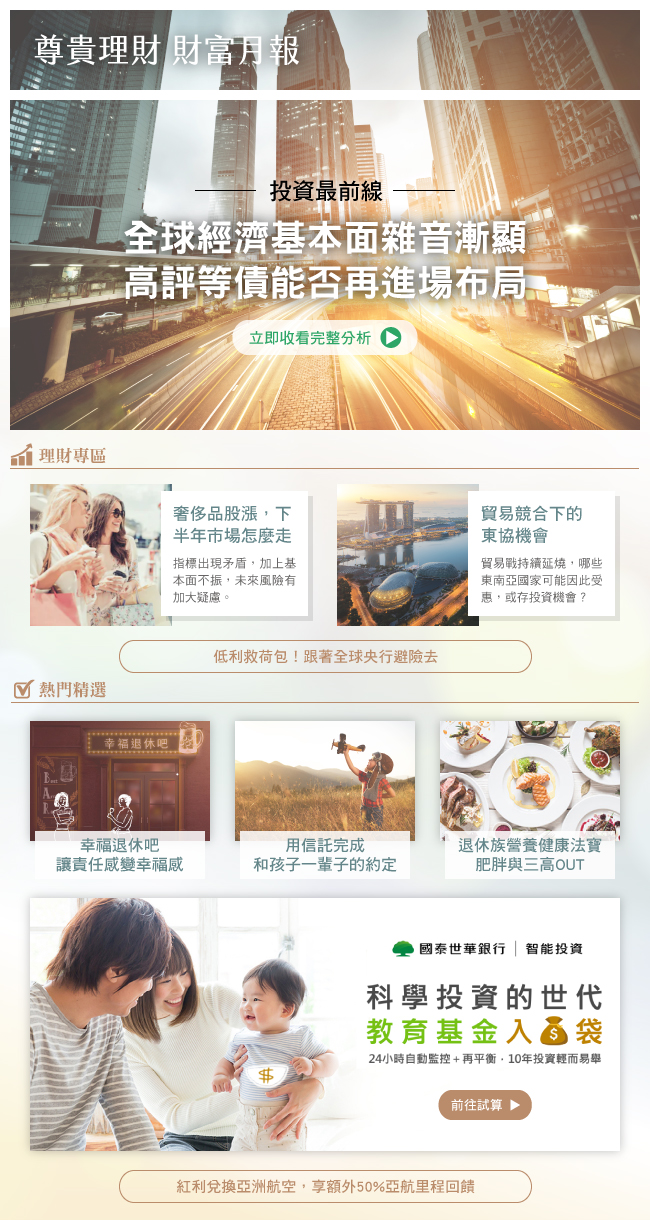 尊貴理財 財富月報
投資最前線
全球經濟基本面雜音漸顯
高評等債能否再進場布局
立即收看完整分析
理財專區
奢侈品股漲，下
半年市場怎麼走
指標出現矛盾，加上基
本面不振，未來風險有
加大疑慮。
貿易競合下的
東協機會
貿易戰持續延燒，哪些
東南亞國家可能因此受
惠，或存投資機會？
低利救荷包！跟著全球央行避險去
熱門精選
幸福退休吧
BAR
幸福退休吧
讓責任感變幸福感
用信託完成
和孩子一輩子的約定
退休族營養健康法寶
肥胖與三高OUT
國泰世華銀行｜智能投資
科學投資的世代
教育基金入$袋
24小時自動監控+再平衡．10年投資輕而易舉
前往試算
$
紅利兌換亞洲航空，享額外50%亞航里程回饋